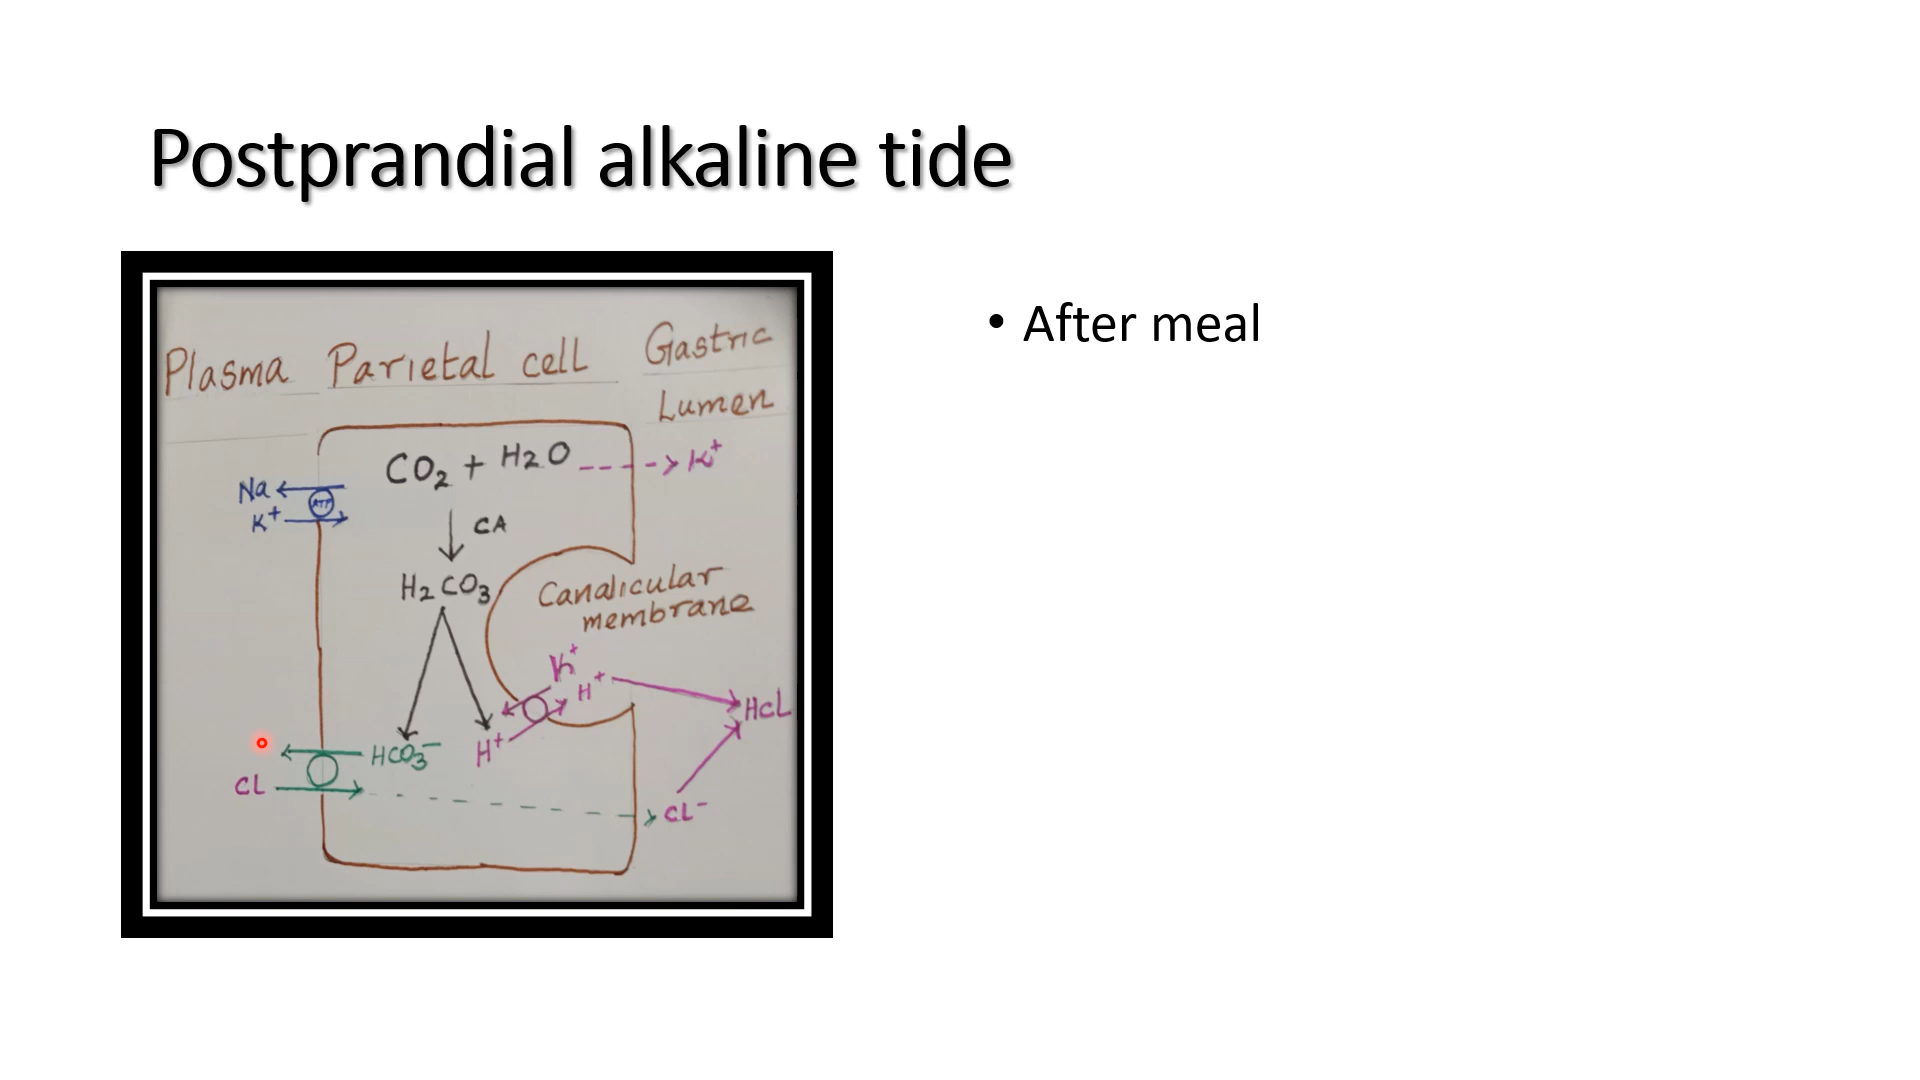 Postprandial alkaline tide
Plasma Parietal cell Gastric
Lumen
CO2 + H2O K+
Na
ATP
K+
CA
H2CO3
Canalicular
membrane
K+
H+
HCL
HCO3-
H+
CL
CL-
• After meal